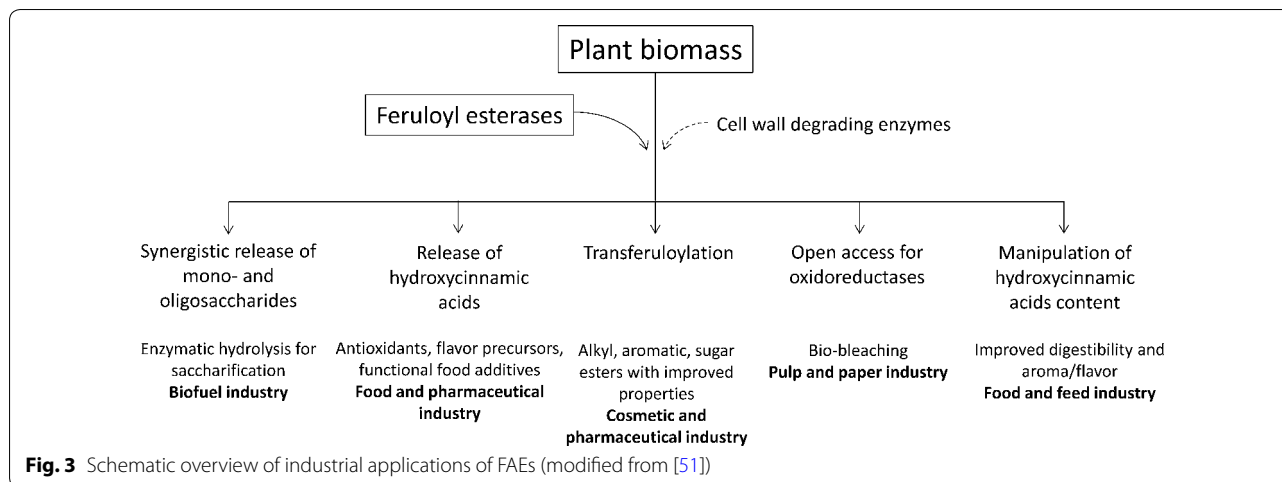 Plant biomass
Feruloyl esterases
Cell wall degrading enzymes
Synergistic release of
mono- and
oligosaccharides
Enzymatic hydrolysis for
saccharification
Biofuel industry
Release of
hydroxycinnamic
acids
Antioxidants, flavor precursors,
functional food additives
Food and pharmaceutical
industry
Transferuloylation
Alkyl, aromatic, sugar
esters with improved
properties
Cosmetic and
pharmaceutical industry
Open access for
oxidoreductases
Bio-bleaching
Pulp and paper industry
Manipulation of
hydroxycinnamic
acids content
Improved digestibility and
aroma/flavor
Food and feed industry
Fig. 3 Schematic overview of industrial applications of FAEs (modified from [51])